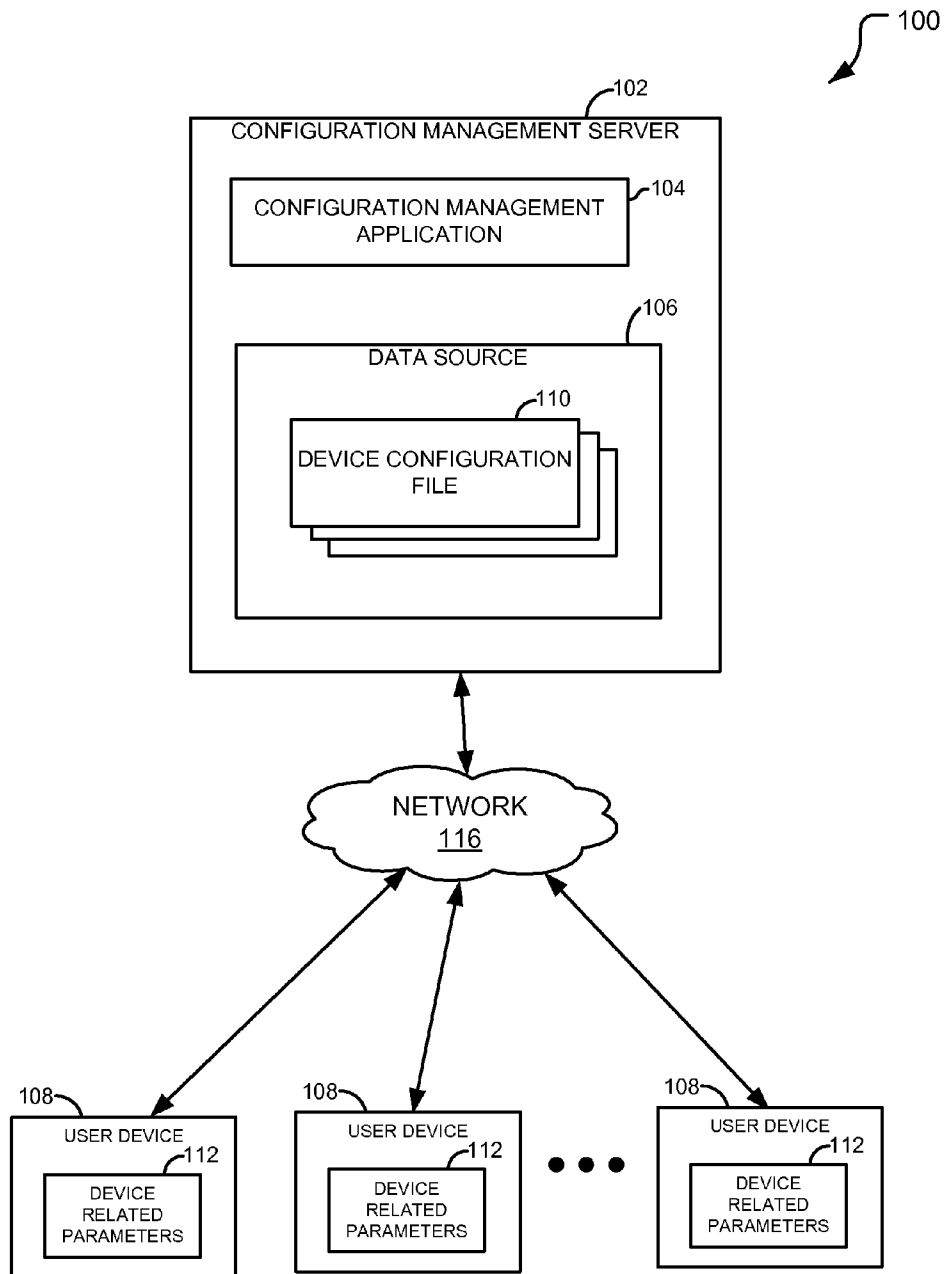 100
102
CONFIGURATION MANAGEMENT SERVER
104
CONFIGURATION MANAGEMENT
APPLICATION
106
DATA SOURCE
110
DEVICE CONFIGURATION
FILE
NETWORK
116
108
USER DEVICE
112
DEVICE
RELATED
PARAMETERS
108
USER DEVICE
112
DEVICE
RELATED
PARAMETERS
108
USER DEVICE
112
DEVICE
RELATED
PARAMETERS